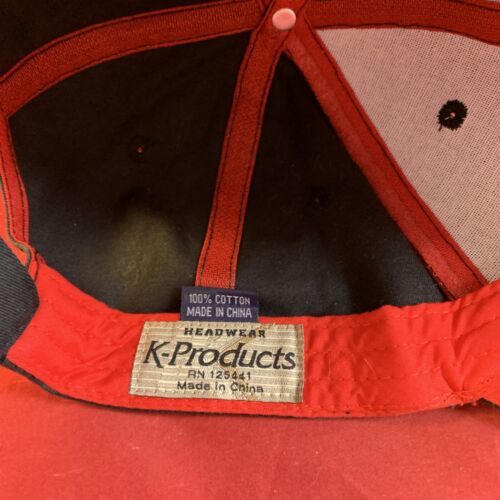 100% COTTON
MADE IN CHINA
HEADWEAR
K-Products
RN 125441
Made in China